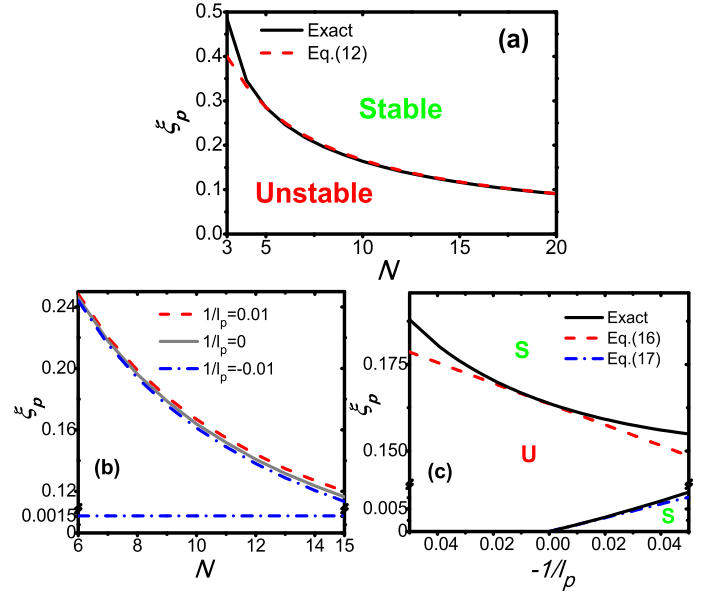 0.5
0.4
0.3
0.2
0.1
0.0
ξp
Exact
Eq.(12)
(a)
Stable
Unstable
3
5
10
15
20
N
0.24
0.20
0.16
0.12
0.0015
0
ξp
1/lp=0.01
1/lp=0
1/lp=-0.01
(b)
6
8
10
12
14
15
N
0.175
0.150
0.005
0
ξp
Exact
Eq.(16)
Eq.(17)
S
U
S
(c)
0.04
0.02
0.00
0.02
0.04
-1/lp